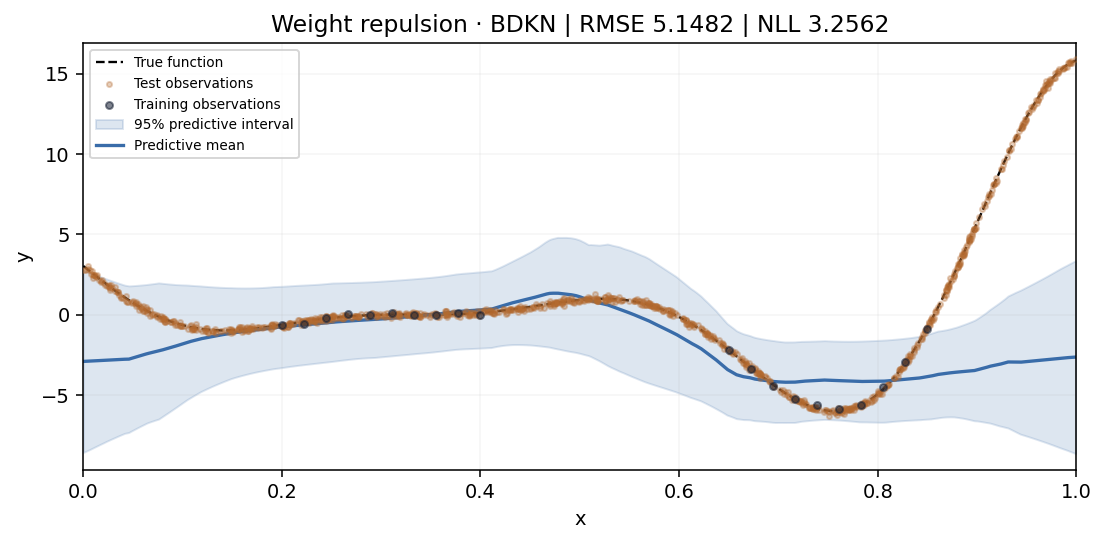 Weight repulsion · BDKN | RMSE 5.1482 | NLL 3.2562
True function
Test observations
Training observations
95% predictive interval
Predictive mean
15
10
5
0
−5
y
0.0 0.2 0.4 0.6 0.8 1.0
x